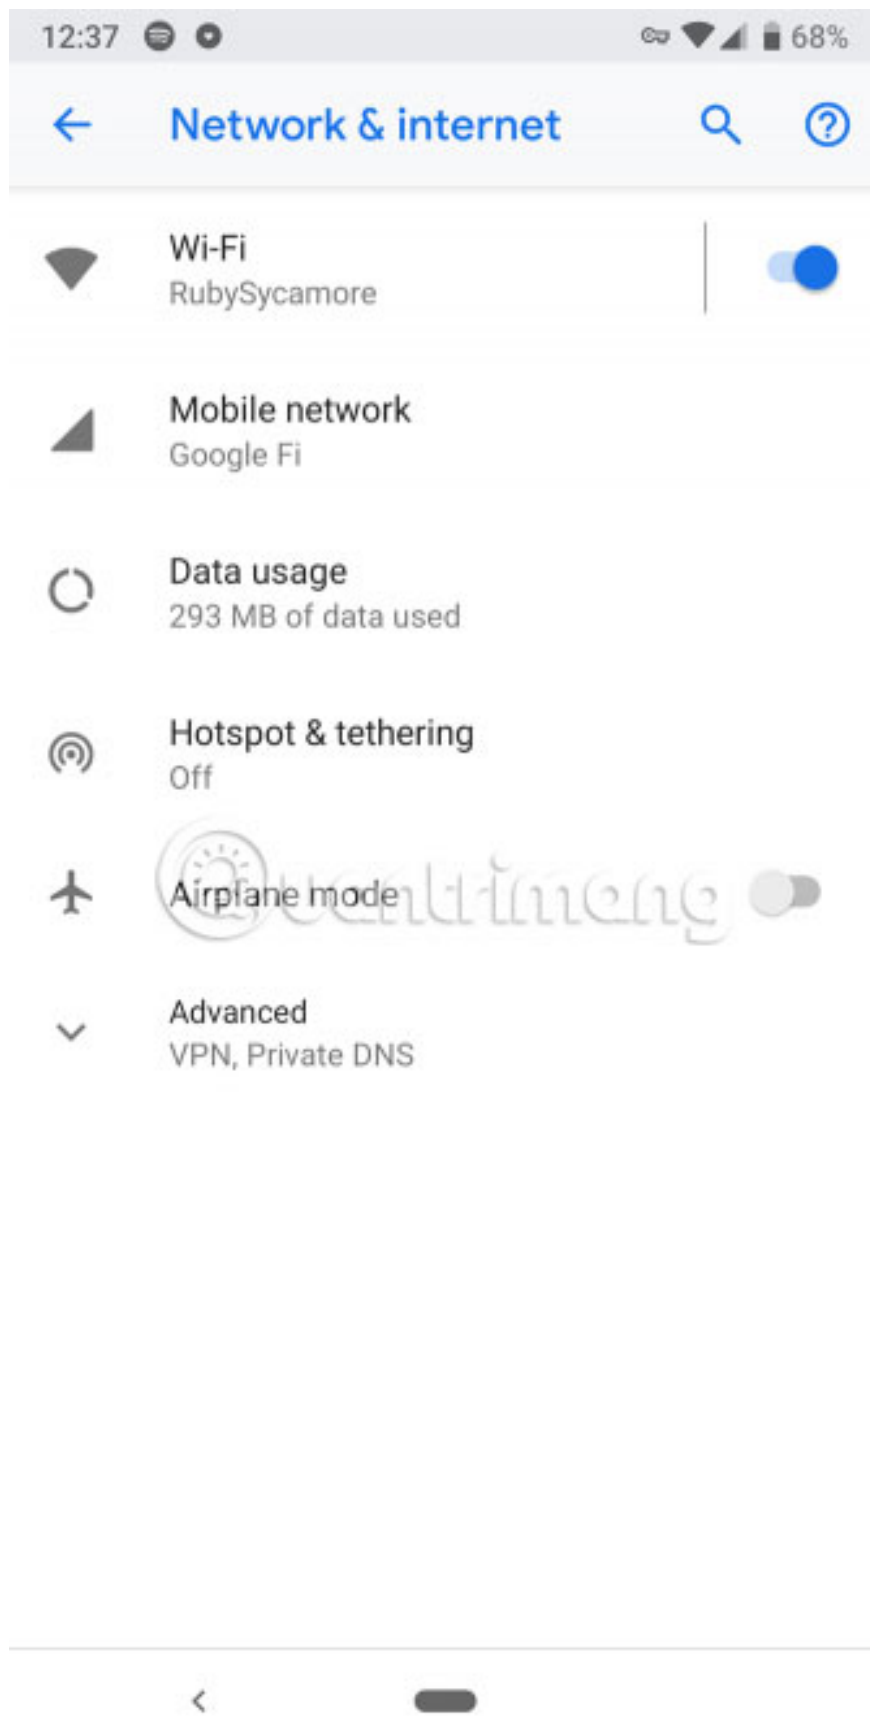 12:37
68%
Network & internet
Wi-Fi
RubySycamore
Mobile network
Google Fi
Data usage
293 MB of data used
Hotspot & tethering
Off
Airplane mode
Quantrimang
Advanced
VPN, Private DNS